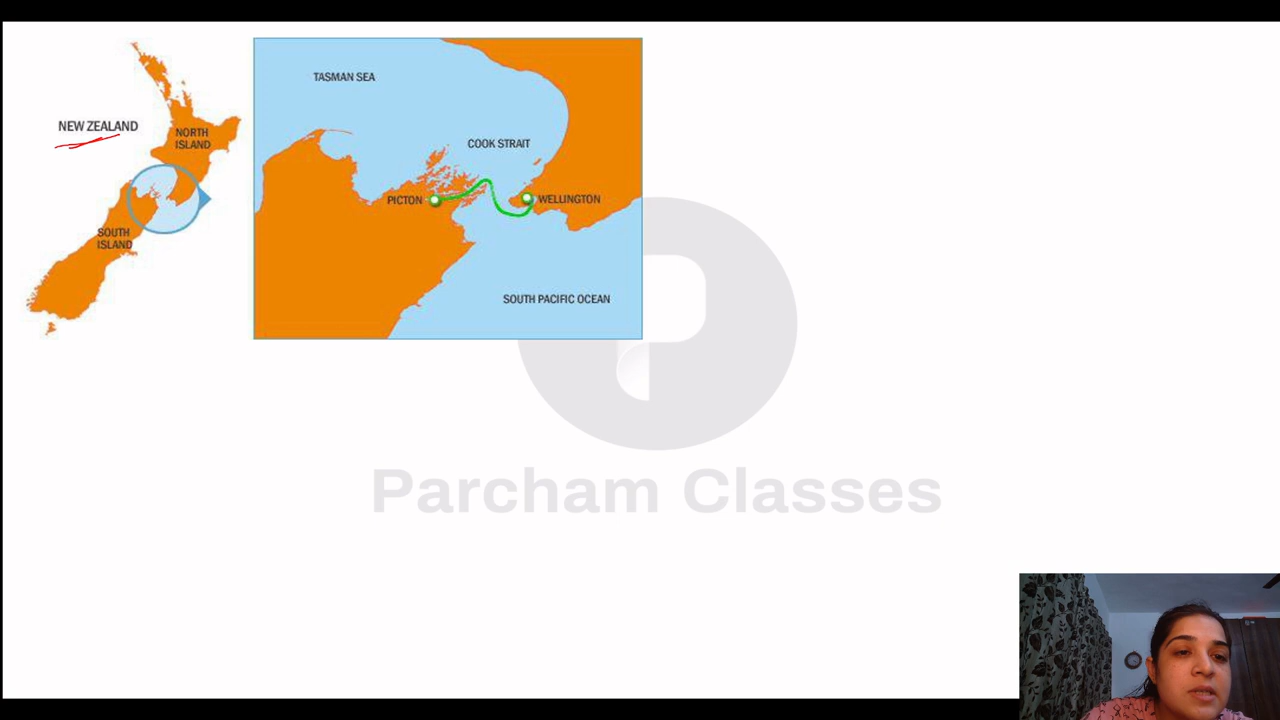 NEW ZEALAND
NORTH
ISLAND
SOUTH
ISLAND
TASMAN SEA
COOK STRAIT
PICTON
WELLINGTON
SOUTH PACIFIC OCEAN
Parcham Classes